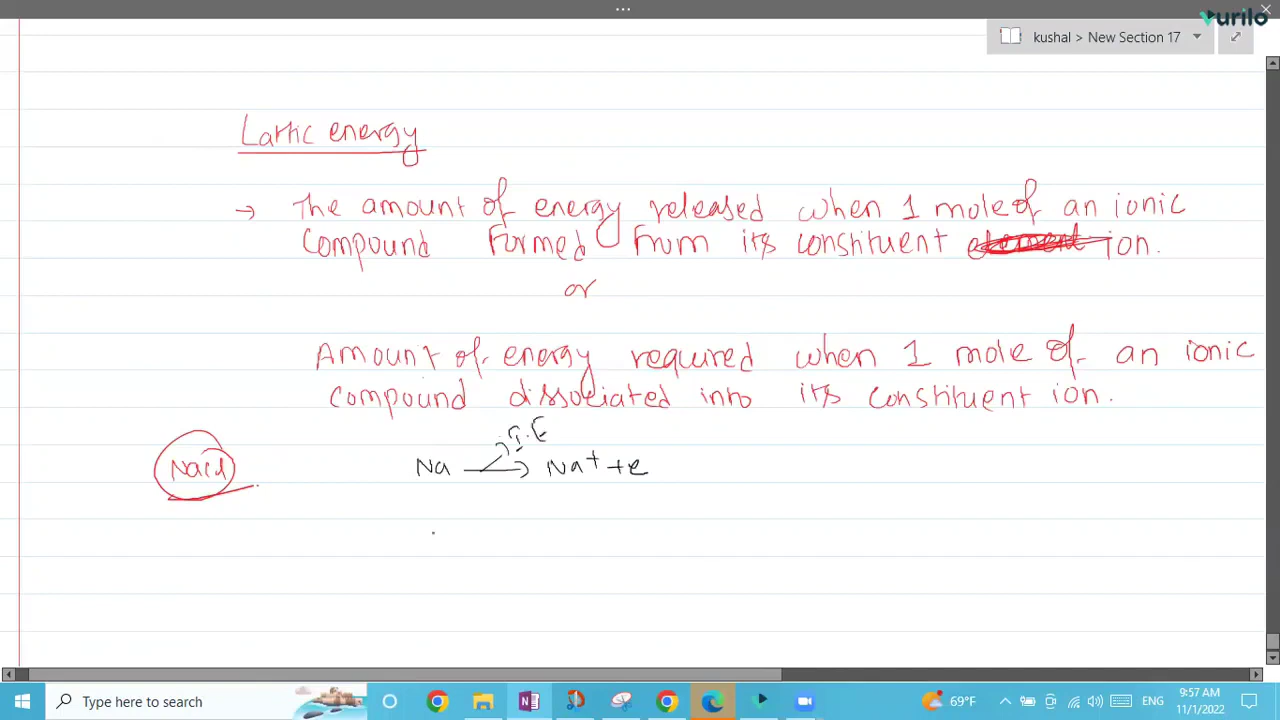 ...
Vurilo
kushal > New Section 17
Lattic energy
→ The amount of energy released when 1 mole of an ionic
compound formed from its constituent element ion.
or
Amount of energy required when 1 mole of an ionic
compound dissociated into its constituent ion.
I.E
NaCl Na → Na+ + e
Type here to search
69°F
ENG
9:57 AM
11/1/2022